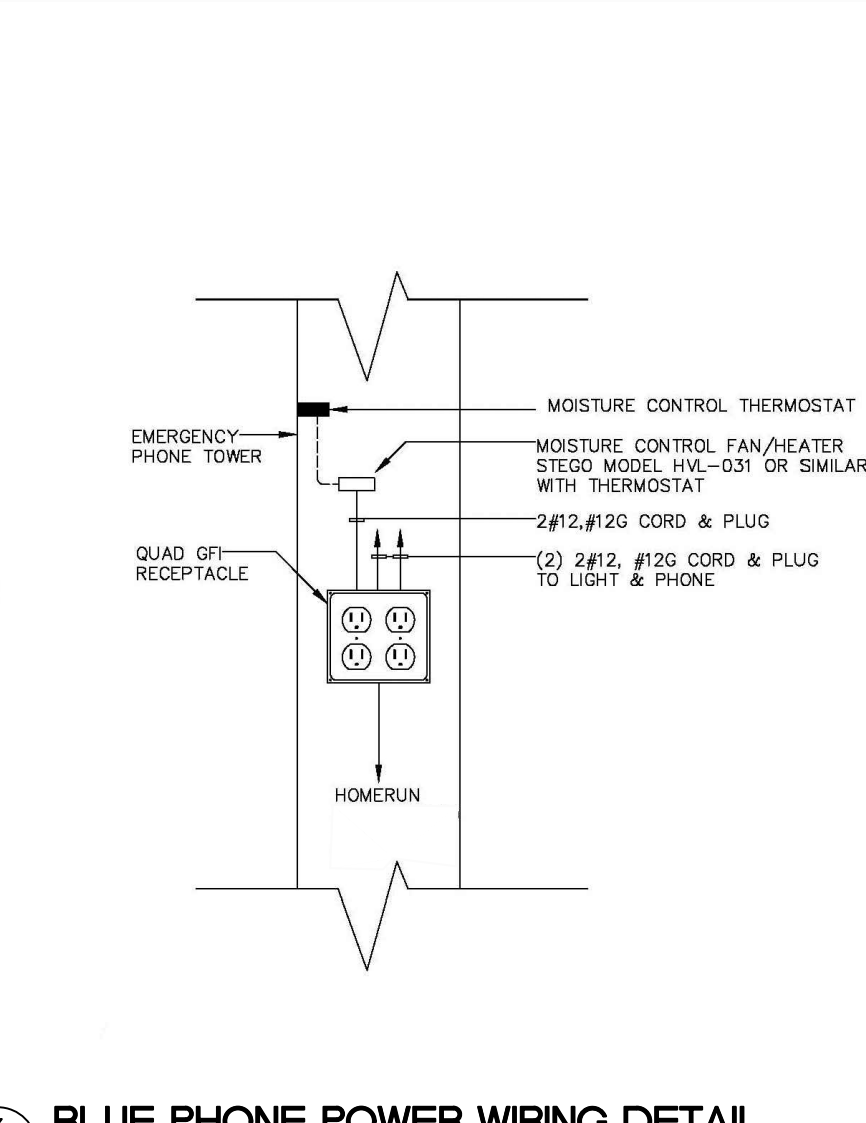 MOISTURE CONTROL THERMOSTAT
EMERGENCY
PHONE TOWER
MOISTURE CONTROL FAN/HEATER
STEGO MODEL HVL-031 OR SIMILAR
WITH THERMOSTAT
2#12,#12G CORD & PLUG
QUAD GFI
RECEPTACLE
(2) 2#12, #12G CORD & PLUG
TO LIGHT & PHONE
HOMERUN
BLUE PHONE POWER WIRING DETAIL